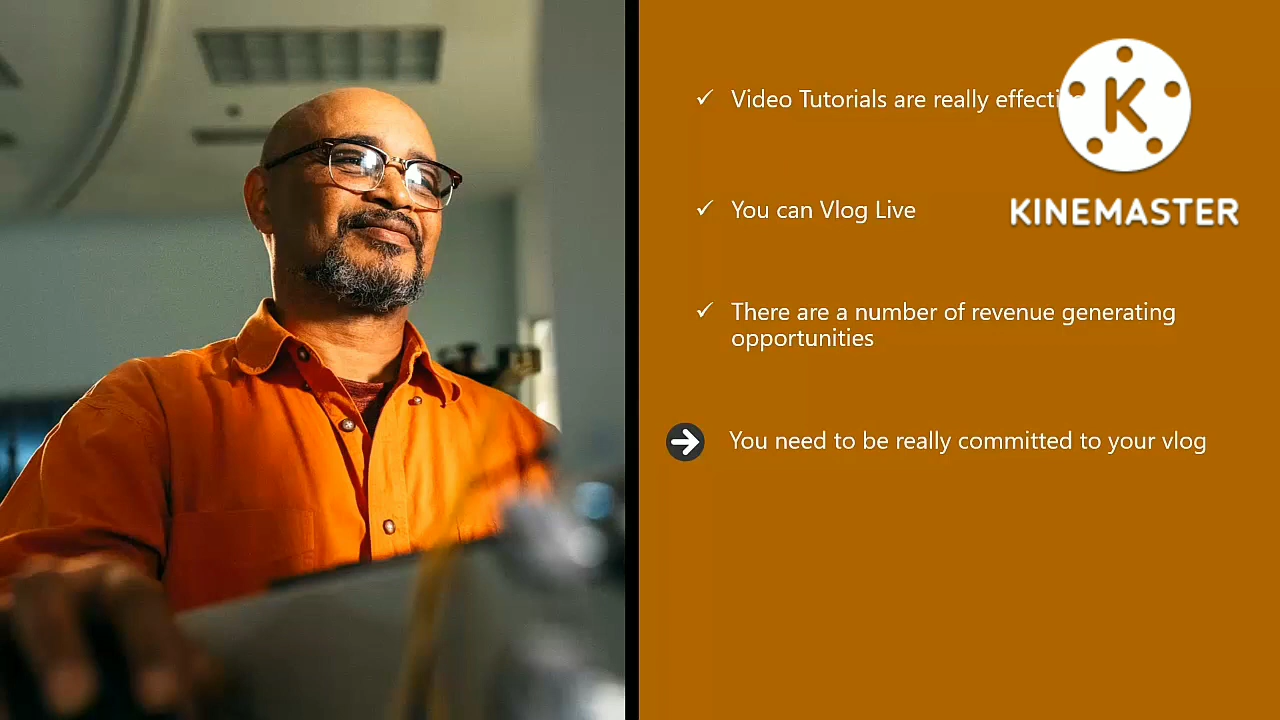 Video Tutorials are really
You can Vlog Live
There are a number of revenue generating
opportunities
You need to be really committed to your vlog
K
KINEMASTER